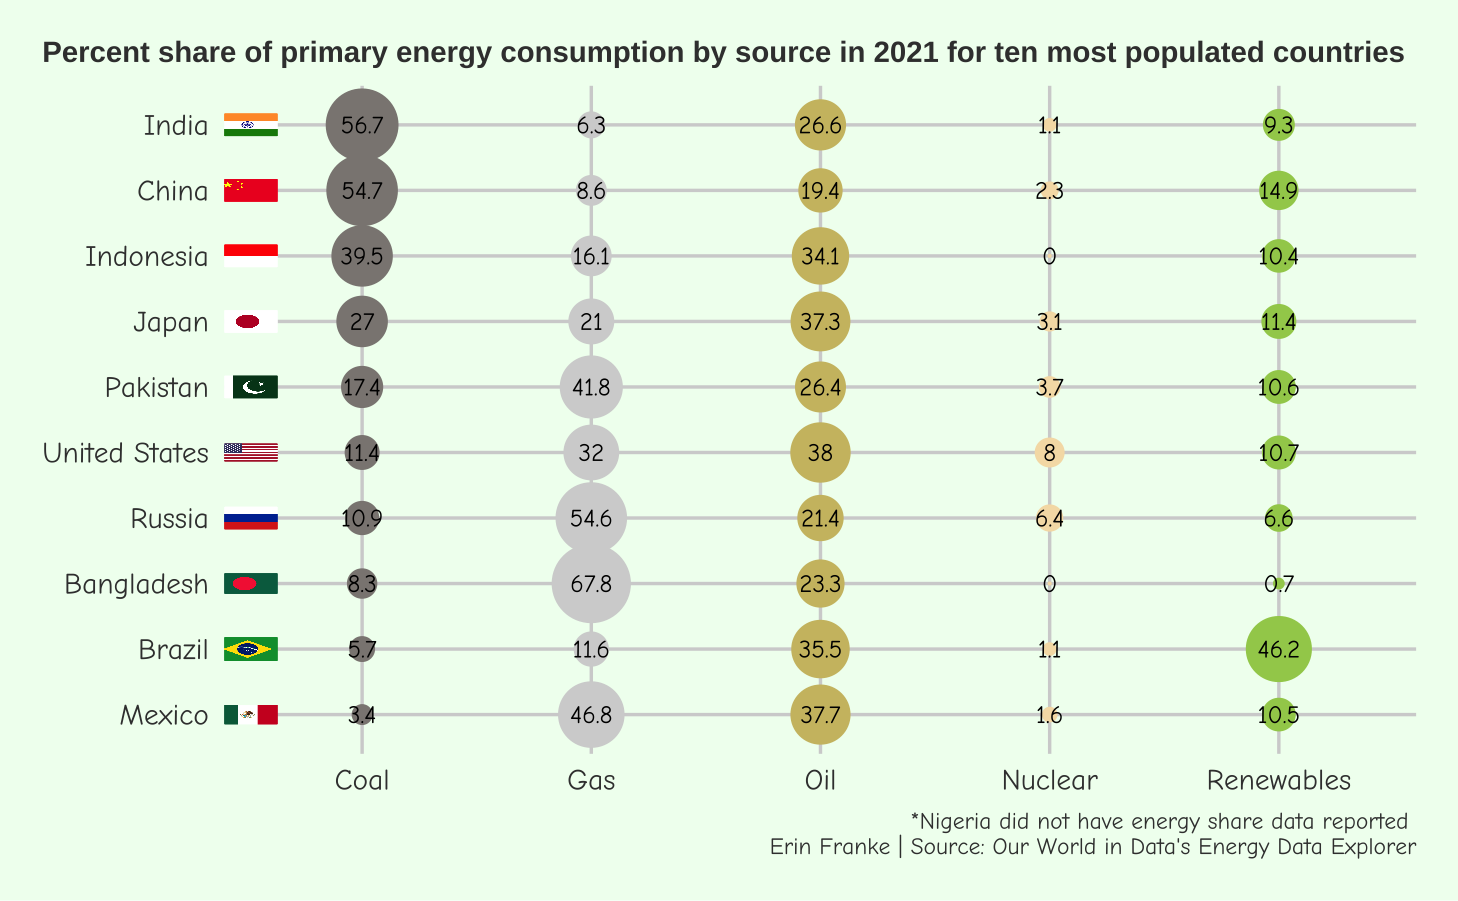 Percent share of primary energy consumption by source in 2021 for ten most populated countries
India 56.7 6.3 26.6 1.1 9.3
China 54.7 8.6 19.4 2.3 14.9
Indonesia 39.5 16.1 34.1 0 10.4
Japan 27 21 37.3 3.1 11.4
Pakistan 17.4 41.8 26.4 3.7 10.6
United States 11.4 32 38 8 10.7
Russia 10.9 54.6 21.4 6.4 6.6
Bangladesh 8.3 67.8 23.3 0 0.7
Brazil 5.7 11.6 35.5 1.1 46.2
Mexico 3.4 46.8 37.7 1.6 10.5
Coal Gas Oil Nuclear Renewables
*Nigeria did not have energy share data reported
Erin Franke | Source: Our World in Data's Energy Data Explorer